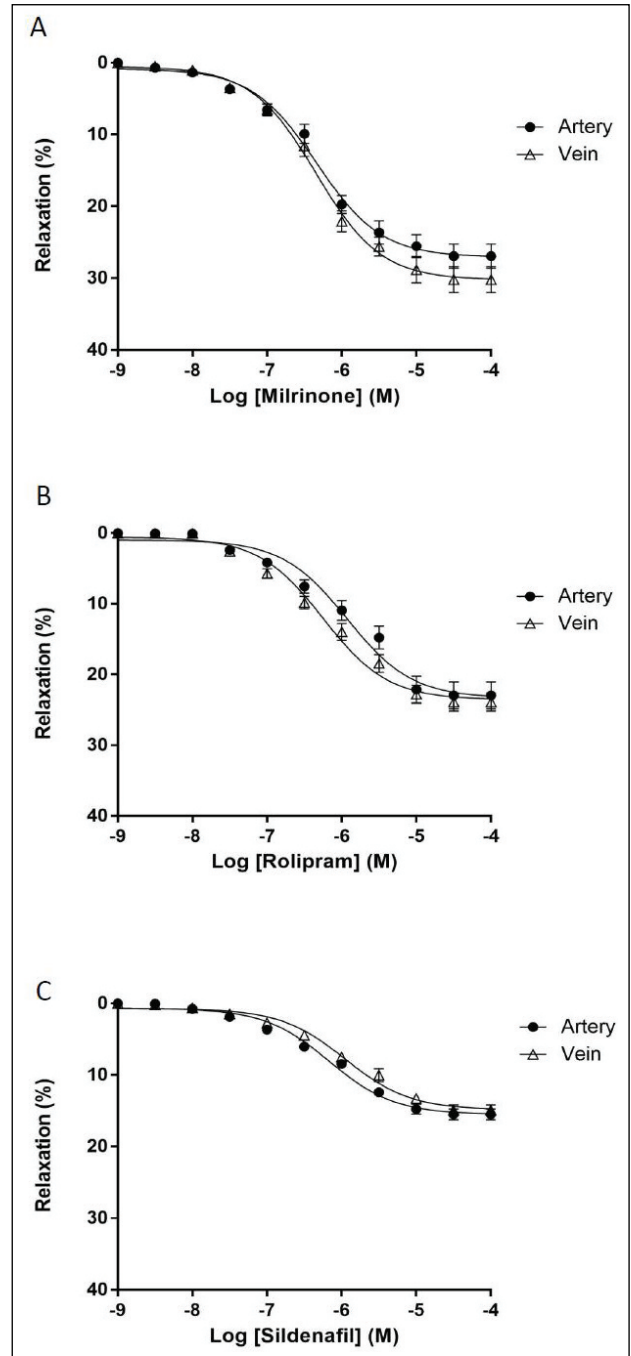 A
0
10
20
30
40
Relaxation (%)
-9 -8 -7 -6 -5 -4
Log [Milrinone] (M)
Artery
Vein
B
0
10
20
30
40
Relaxation (%)
-9 -8 -7 -6 -5 -4
Log [Rolipram] (M)
Artery
Vein
C
0
10
20
30
40
Relaxation (%)
-9 -8 -7 -6 -5 -4
Log [Sildenafil] (M)
Artery
Vein